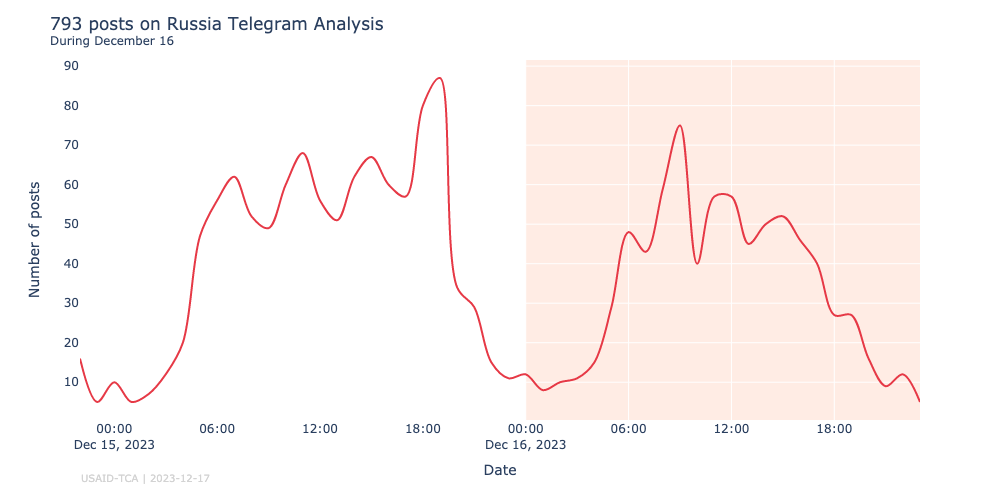 793 posts on Russia Telegram Analysis
During December 16
90
80
70
60
50
40
30
20
10
Number of posts
00:00 06:00 12:00 18:00 00:00 06:00 12:00 18:00
Dec 15, 2023 Dec 16, 2023
Date
USAID-TCA | 2023-12-17